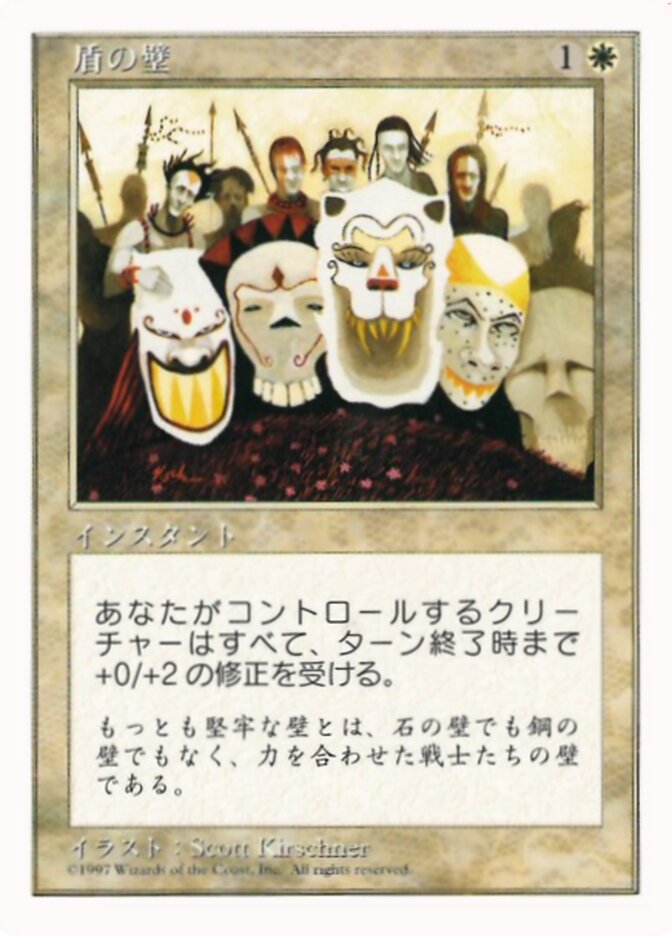 盾の壁 1
インスタント
あなたがコントロールするクリー
チャーはすべて、ターン終了時まで
+0/+2 の修正を受ける。
もっとも堅牢な壁とは、石の壁でも鋼の
壁でもなく、力を合わせた戦士たちの壁
である。
イラスト：Scott Kirschner
©1997 Wizards of the Coast, Inc. All rights reserved.